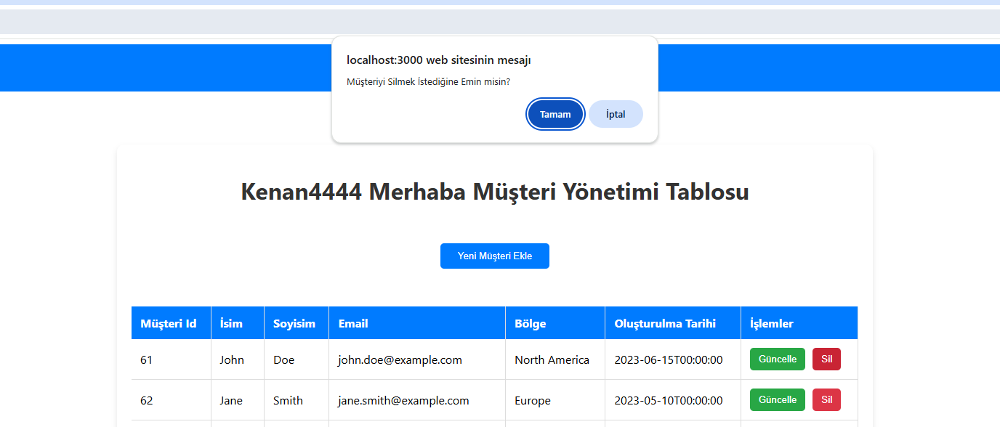 localhost:3000 web sitesinin mesajı
Müşteriyi Silmek İstediğine Emin misin?
Tamam İptal
Kenan4444 Merhaba Müşteri Yönetimi Tablosu
Yeni Müşteri Ekle
Müşteri Id İsim Soyisim Email Bölge Oluşturulma Tarihi İşlemler
61 John Doe john.doe@example.com North America 2023-06-15T00:00:00 Güncelle Sil
62 Jane Smith jane.smith@example.com Europe 2023-05-10T00:00:00 Güncelle Sil